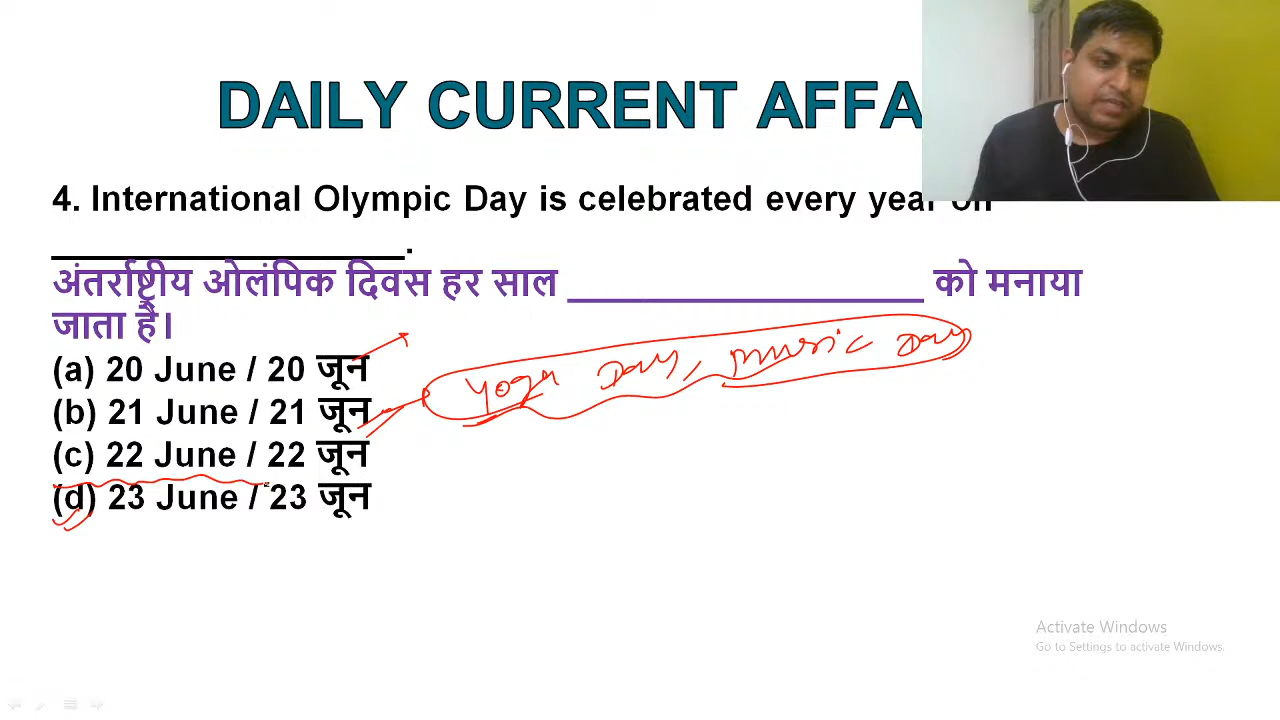 DAILY CURRENT AFFA
4. International Olympic Day is celebrated every year on
___________________.
अंतर्राष्ट्रीय ओलंपिक दिवस हर साल ___________________ को मनाया
जाता है।
(a) 20 June / 20 जून
Yoga Day, Music Day
(b) 21 June / 21 जून
(c) 22 June / 22 जून
(d) 23 June / 23 जून
Activate Windows
Go to Settings to activate Windows.